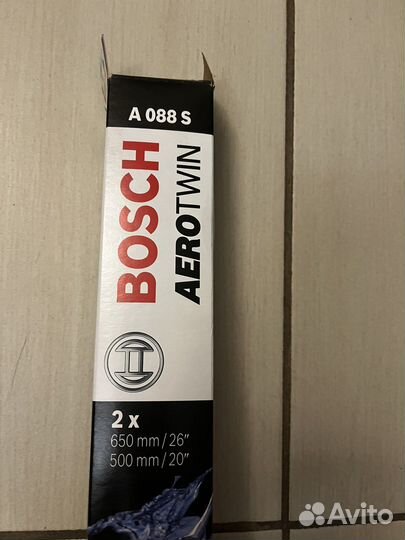 A 088 S
BOSCH
AEROTWIN
2 x
650 mm / 26"
500 mm / 20"
Avito